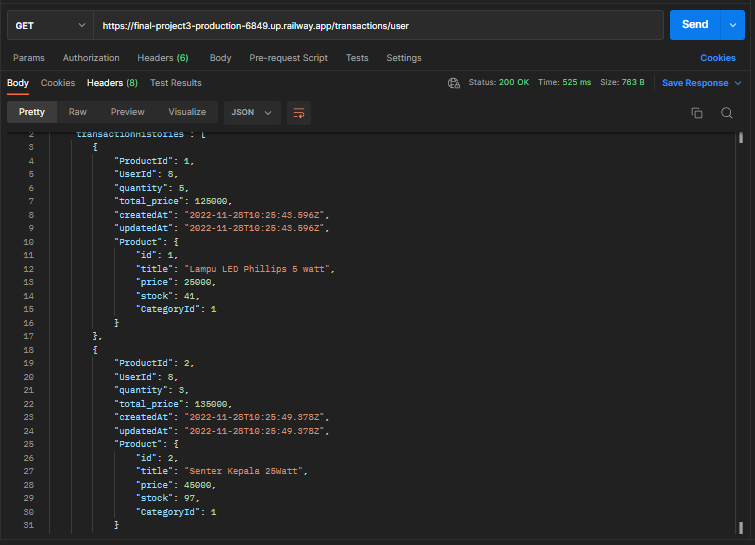 GET https://final-project3-production-6849.up.railway.app/transactions/user Send
Params Authorization Headers (6) Body Pre-request Script Tests Settings Cookies
Body Cookies Headers (8) Test Results Status: 200 OK Time: 525 ms Size: 763 B Save Response
Pretty Raw Preview Visualize JSON
2 "transactionHistories": [
3 {
4 "ProductId": 1,
5 "UserId": 8,
6 "quantity": 5,
7 "total_price": 125000,
8 "createdAt": "2022-11-28T10:25:43.596Z",
9 "updatedAt": "2022-11-28T10:25:43.596Z",
10 "Product": {
11 "id": 1,
12 "title": "Lampu LED Phillips 5 watt",
13 "price": 25000,
14 "stock": 41,
15 "CategoryId": 1
16 }
17 },
18 {
19 "ProductId": 2,
20 "UserId": 8,
21 "quantity": 3,
22 "total_price": 135000,
23 "createdAt": "2022-11-28T10:25:49.378Z",
24 "updatedAt": "2022-11-28T10:25:49.378Z",
25 "Product": {
26 "id": 2,
27 "title": "Senter Kepala 25Watt",
28 "price": 45000,
29 "stock": 97,
30 "CategoryId": 1
31 }